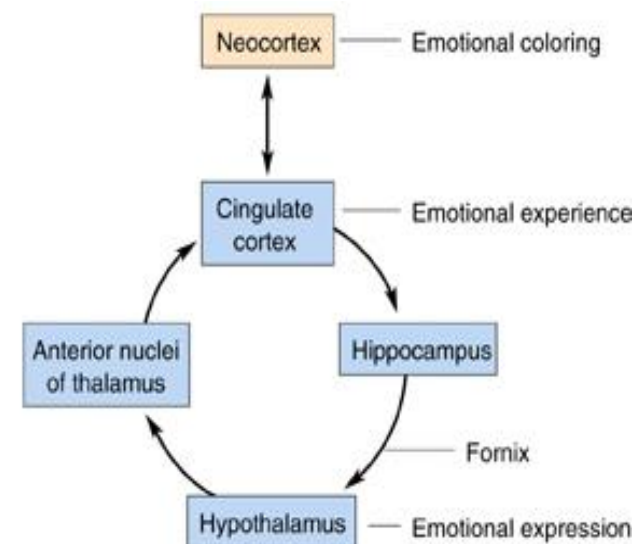 Neocortex
Emotional coloring
Cingulate
cortex
Emotional experience
Anterior nuclei
of thalamus
Hippocampus
Fornix
Hypothalamus
Emotional expression